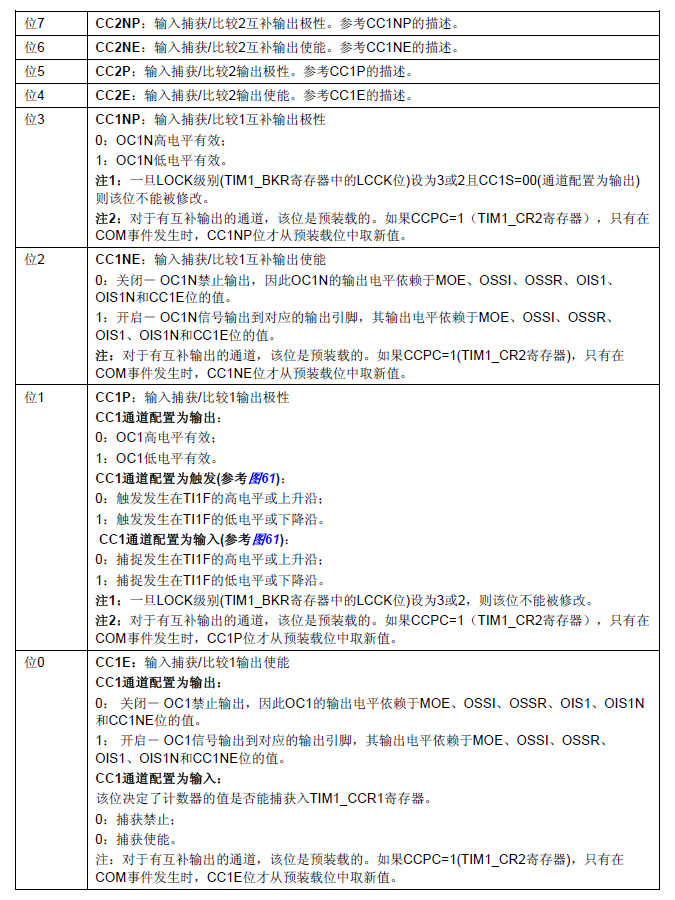 位7 CC2NP：输入捕获/比较2互补输出极性。参考CC1NP的描述。
位6 CC2NE：输入捕获/比较2互补输出使能。参考CC1NE的描述。
位5 CC2P：输入捕获/比较2输出极性。参考CC1P的描述。
位4 CC2E：输入捕获/比较2输出使能。参考CC1E的描述。
位3 CC1NP：输入捕获/比较1互补输出极性
0：OC1N高电平有效；
1：OC1N低电平有效。
注1：一旦LOCK级别(TIM1_BKR寄存器中的LCCK位)设为3或2且CC1S=00(通道配置为输出)
则该位不能被修改。
注2：对于有互补输出的通道，该位是预装载的。如果CCPC=1（TIM1_CR2寄存器），只有在
COM事件发生时，CC1NP位才从预装载位中取新值。
位2 CC1NE：输入捕获/比较1互补输出使能
0：关闭－ OC1N禁止输出，因此OC1N的输出电平依赖于MOE、OSSI、OSSR、OIS1、
OIS1N和CC1E位的值。
1：开启－ OC1N信号输出到对应的输出引脚，其输出电平依赖于MOE、OSSI、OSSR、
OIS1、OIS1N和CC1E位的值。
注：对于有互补输出的通道，该位是预装载的。如果CCPC=1(TIM1_CR2寄存器)，只有在
COM事件发生时，CC1NE位才从预装载位中取新值。
位1 CC1P：输入捕获/比较1输出极性
CC1通道配置为输出：
0：OC1高电平有效；
1：OC1低电平有效。
CC1通道配置为触发(参考图61)：
0：触发发生在TI1F的高电平或上升沿；
1：触发发生在TI1F的低电平或下降沿。
CC1通道配置为输入(参考图61)：
0：捕捉发生在TI1F的高电平或上升沿；
1：捕捉发生在TI1F的低电平或下降沿。
注1：一旦LOCK级别(TIM1_BKR寄存器中的LCCK位)设为3或2，则该位不能被修改。
注2：对于有互补输出的通道，该位是预装载的。如果CCPC=1（TIM1_CR2寄存器），只有在
COM事件发生时，CC1P位才从预装载位中取新值。
位0 CC1E：输入捕获/比较1输出使能
CC1通道配置为输出：
0： 关闭－ OC1禁止输出，因此OC1的输出电平依赖于MOE、OSSI、OSSR、OIS1、OIS1N
和CC1NE位的值。
1： 开启－ OC1信号输出到对应的输出引脚，其输出电平依赖于MOE、OSSI、OSSR、
OIS1、OIS1N和CC1NE位的值。
CC1通道配置为输入：
该位决定了计数器的值是否能捕获入TIM1_CCR1寄存器。
0：捕获禁止；
0：捕获使能。
注：对于有互补输出的通道，该位是预装载的。如果CCPC=1(TIM1_CR2寄存器)，只有在
COM事件发生时，CC1E位才从预装载位中取新值。